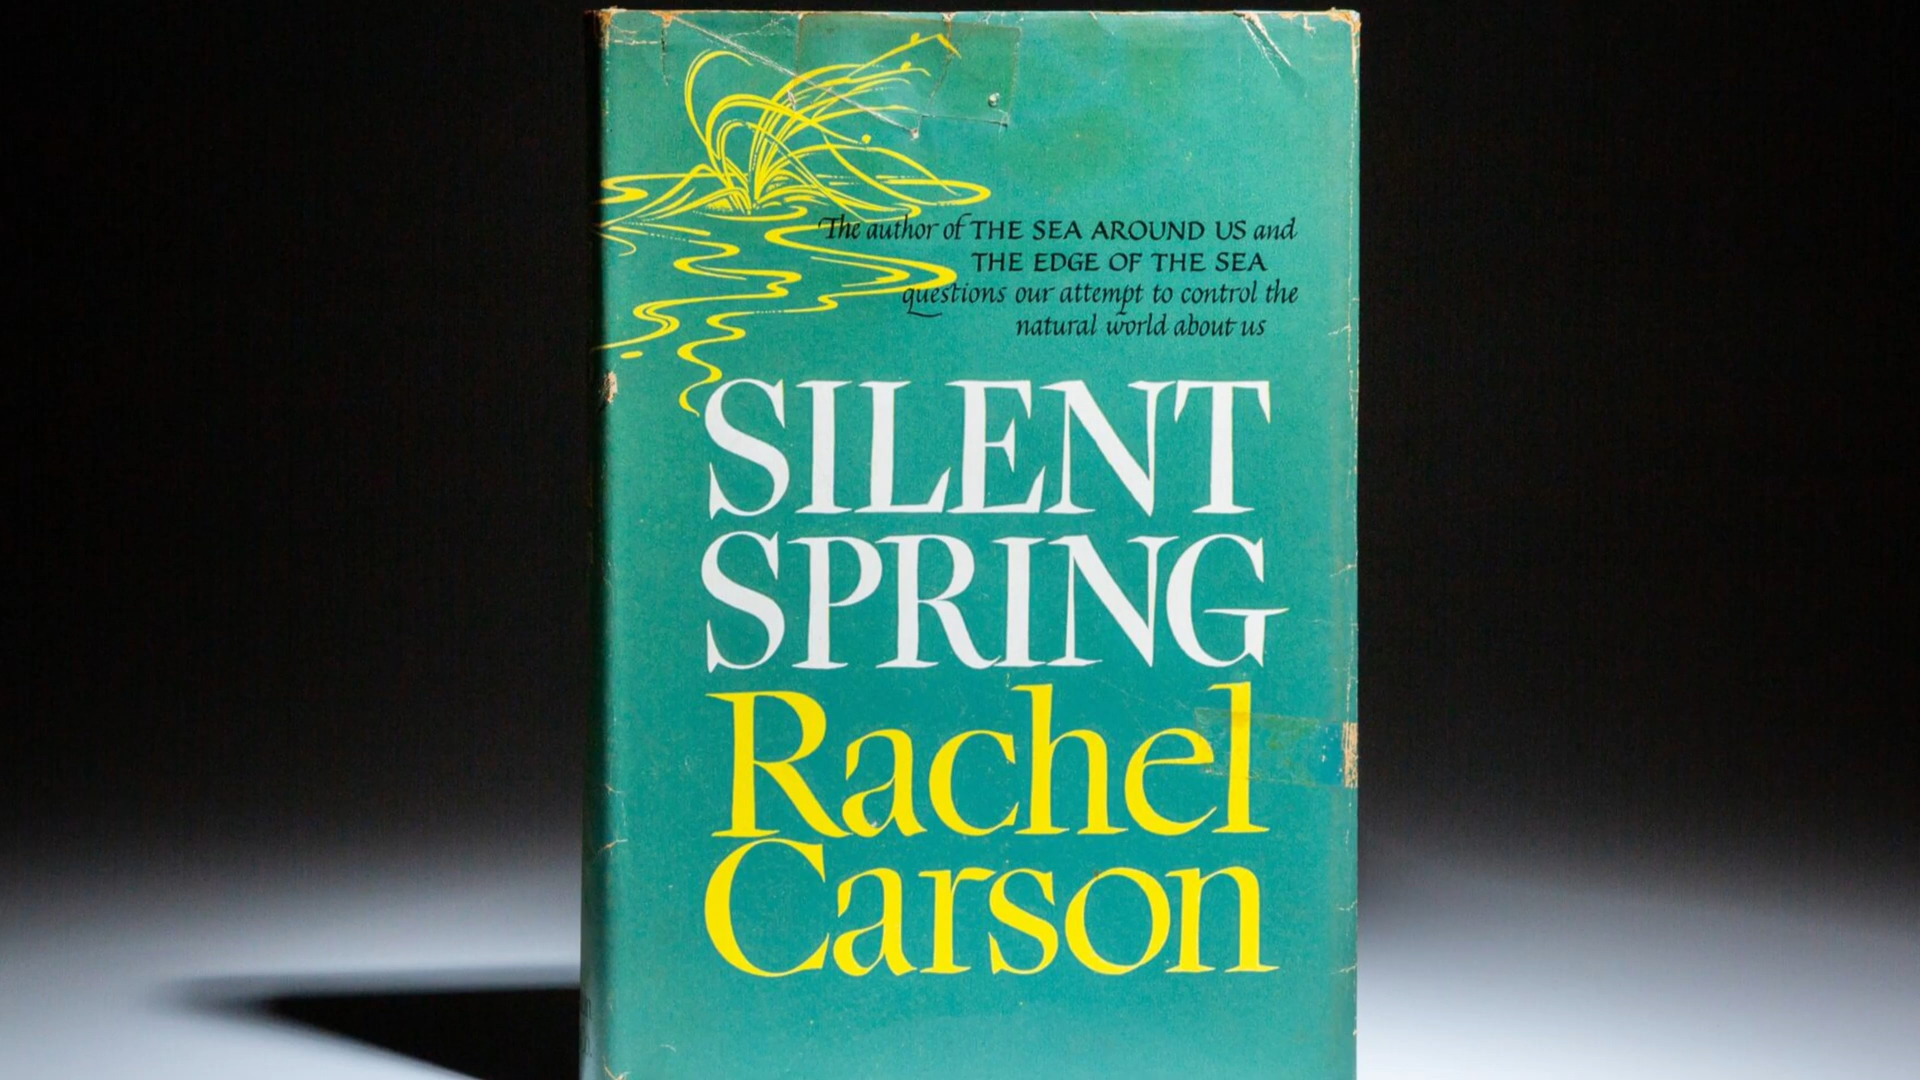 The author of THE SEA AROUND US and
THE EDGE OF THE SEA
questions our attempt to control the
natural world about us
SILENT
SPRING
Rachel
Carson